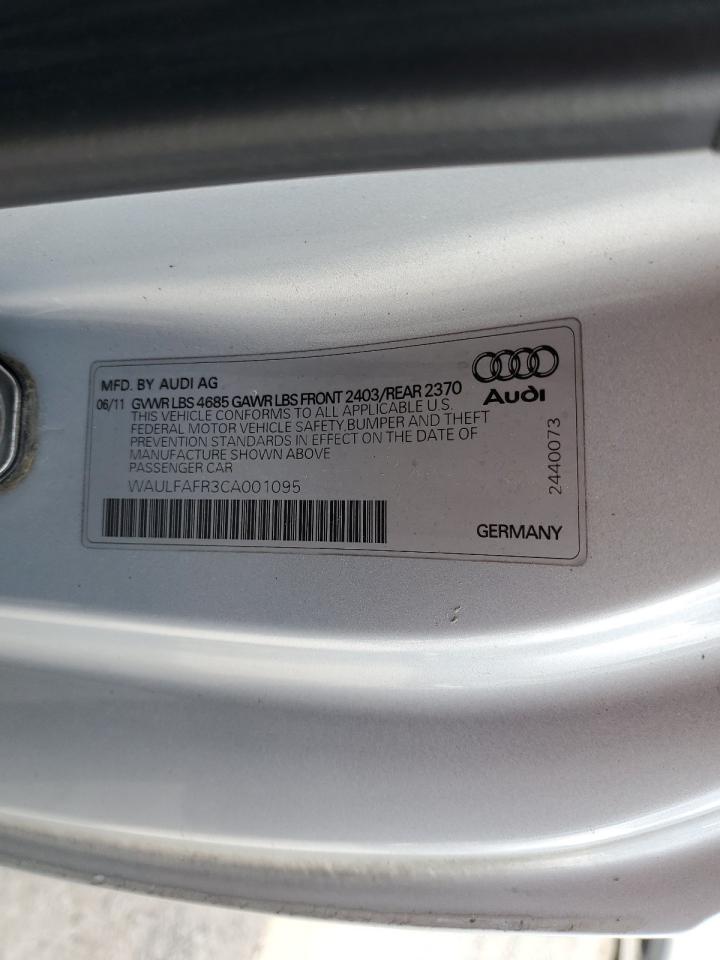 MFD. BY AUDI AG
06/11 GVWR LBS 4685 GAWR LBS FRONT 2403/REAR 2370
THIS VEHICLE CONFORMS TO ALL APPLICABLE U.S.
FEDERAL MOTOR VEHICLE SAFETY,BUMPER AND THEFT
PREVENTION STANDARDS IN EFFECT ON THE DATE OF
MANUFACTURE SHOWN ABOVE
PASSENGER CAR
WAULFAFR3CA001095
Audi
2440073
GERMANY